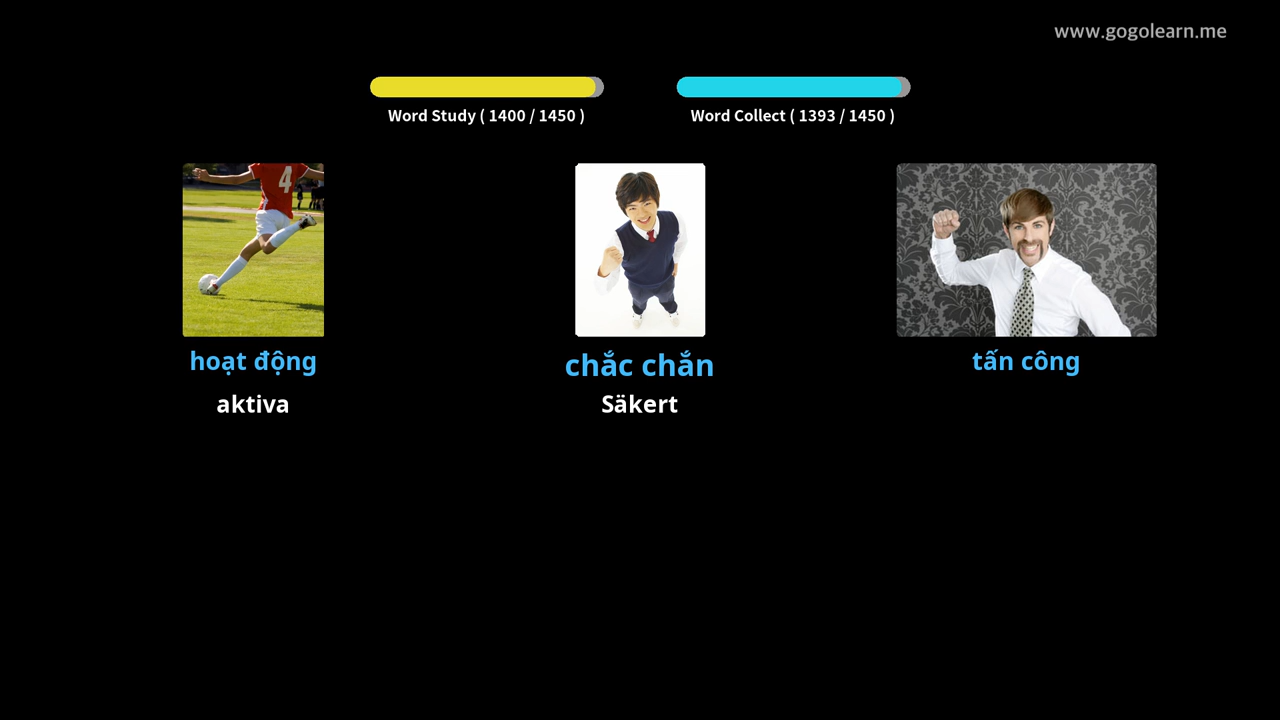 www.gogolearn.me
Word Study ( 1400 / 1450 )
Word Collect ( 1393 / 1450 )
4
hoạt động
chắc chắn
tấn công
aktiva
Säkert